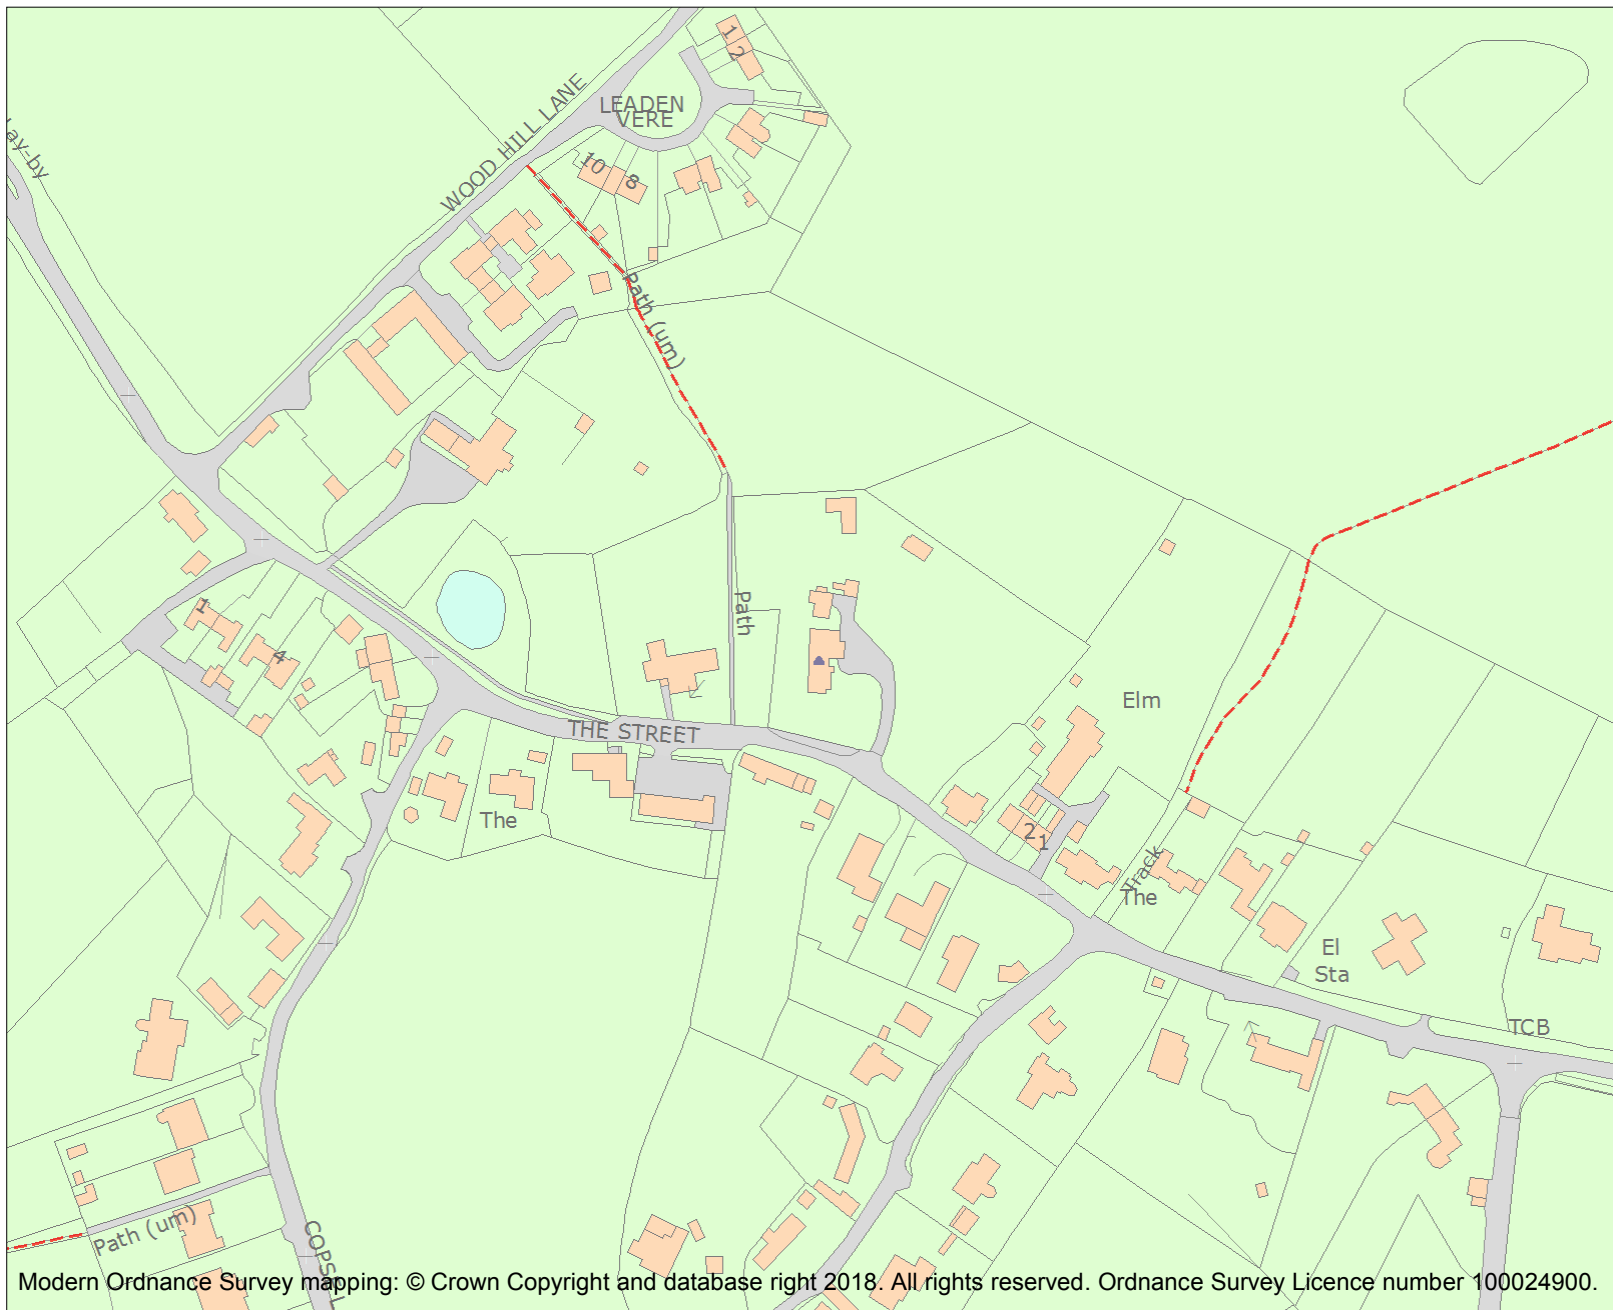 1
2
LEADEN
VERE
WOOD HILL LANE
Lay-by
10
8
Path (um)
Path
1
4
Elm
THE STREET
The
2
1
Track
The
El
Sta
TCB
Path (um)
Modern Ordnance Survey mapping: © Crown Copyright and database right 2018. All rights reserved. Ordnance Survey Licence number 100024900.